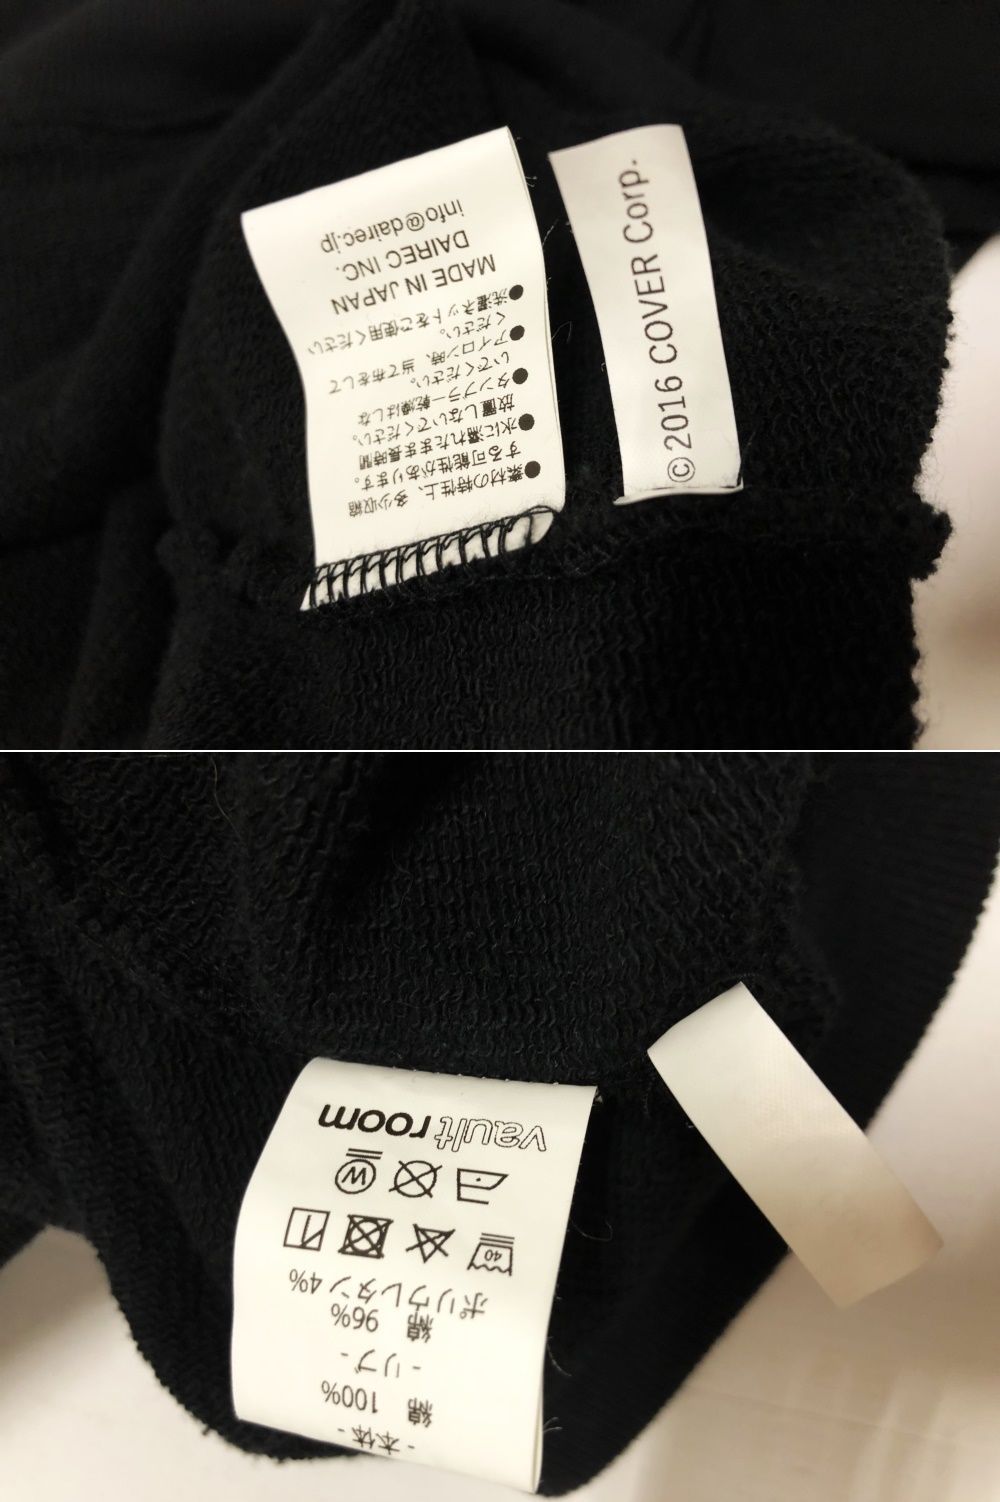 ●素材の特性上、多少収縮
する可能性があります。
●水に濡れたまま長時間
放置しないでください。
●タンブラー乾燥はしな
いでください。
●アイロン時、当て布をして
ください。
●洗濯ネットをご使用ください
MADE IN JAPAN
DAIREC INC.
info@dairec.jp
©2016 COVER Corp.
- 本体 -
綿 100%
- リブ -
綿 96%
ポリウレタン 4%
40
W
vault room